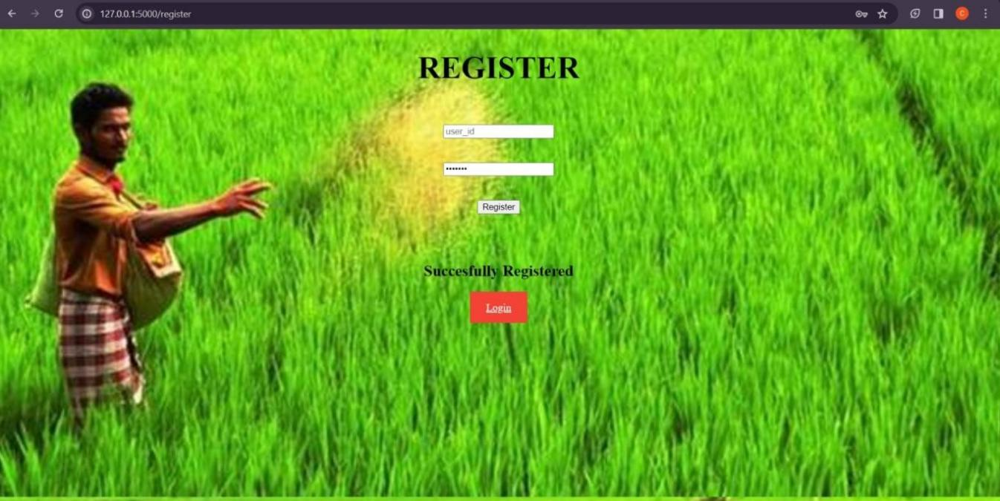 127.0.0.1:5000/register
C
REGISTER
user_id
•••••••
Register
Succesfully Registered
Login